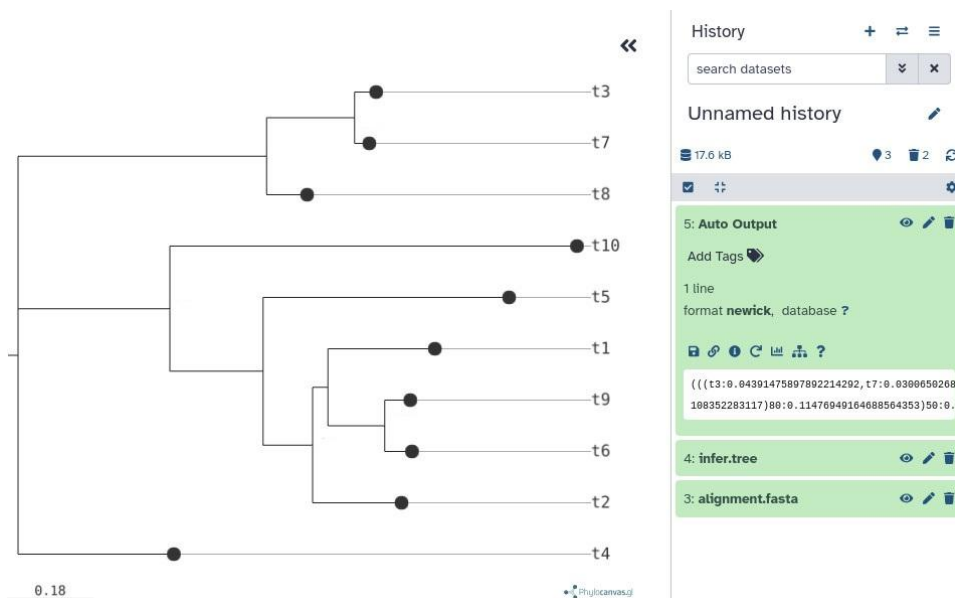 t3
t7
t8
t10
t5
t1
t9
t6
t2
t4
0.18
Phylocanvas.gl
History
search datasets
Unnamed history
17.6 kB
3
2
5: Auto Output
Add Tags
1 line
format newick, database ?
?
(((t3:0.04391475897892214292,t7:0.0300650268
108352283117)80:0.11476949164688564353)50:0.
4: infer.tree
3: alignment.fasta